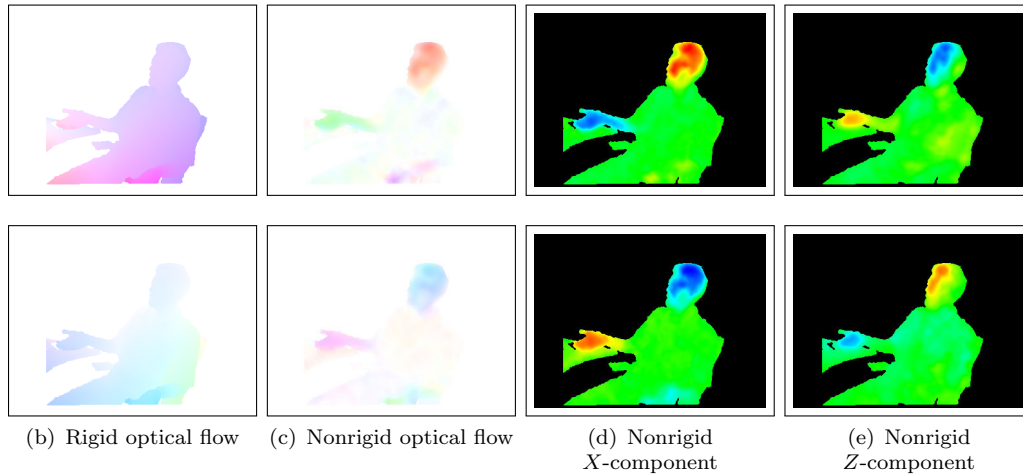 (b) Rigid optical flow
(c) Nonrigid optical flow
(d) Nonrigid
X-component
(e) Nonrigid
Z-component